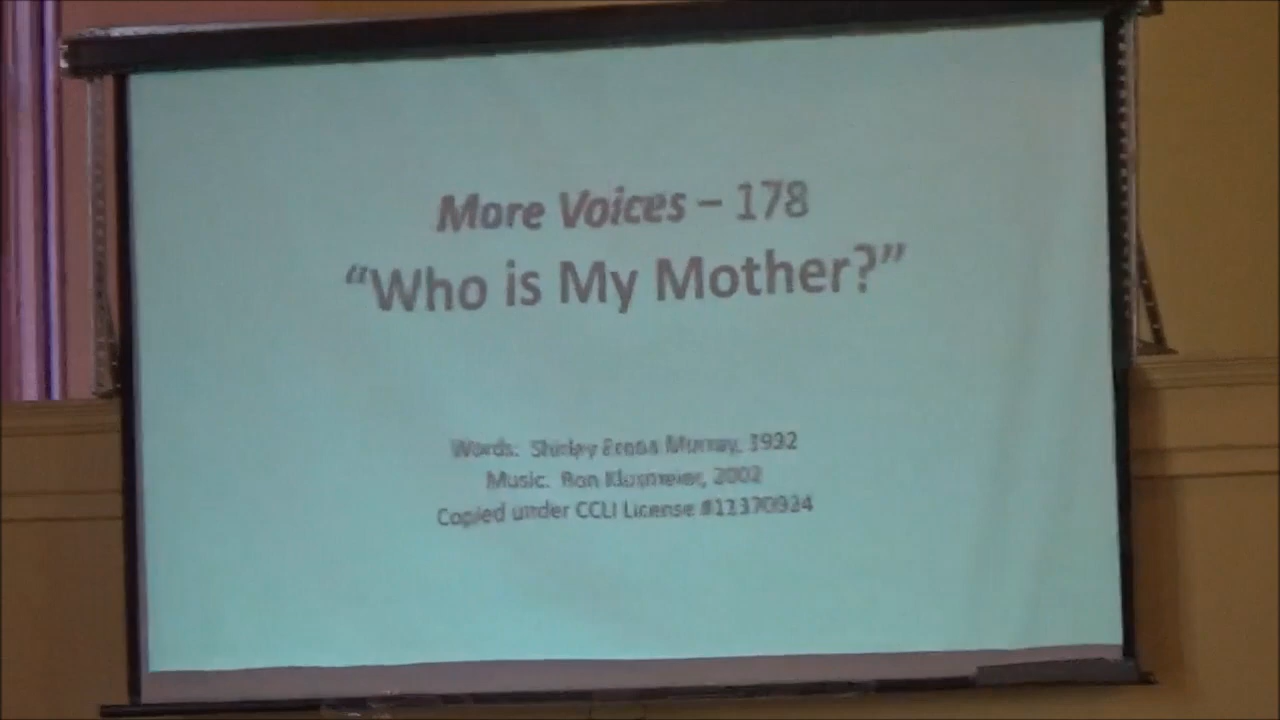 More Voices – 178
“Who is My Mother?”
Words: Shirley Erena Murray, 1992
Music: Ron Klusmeier, 2002
Copied under CCLI License